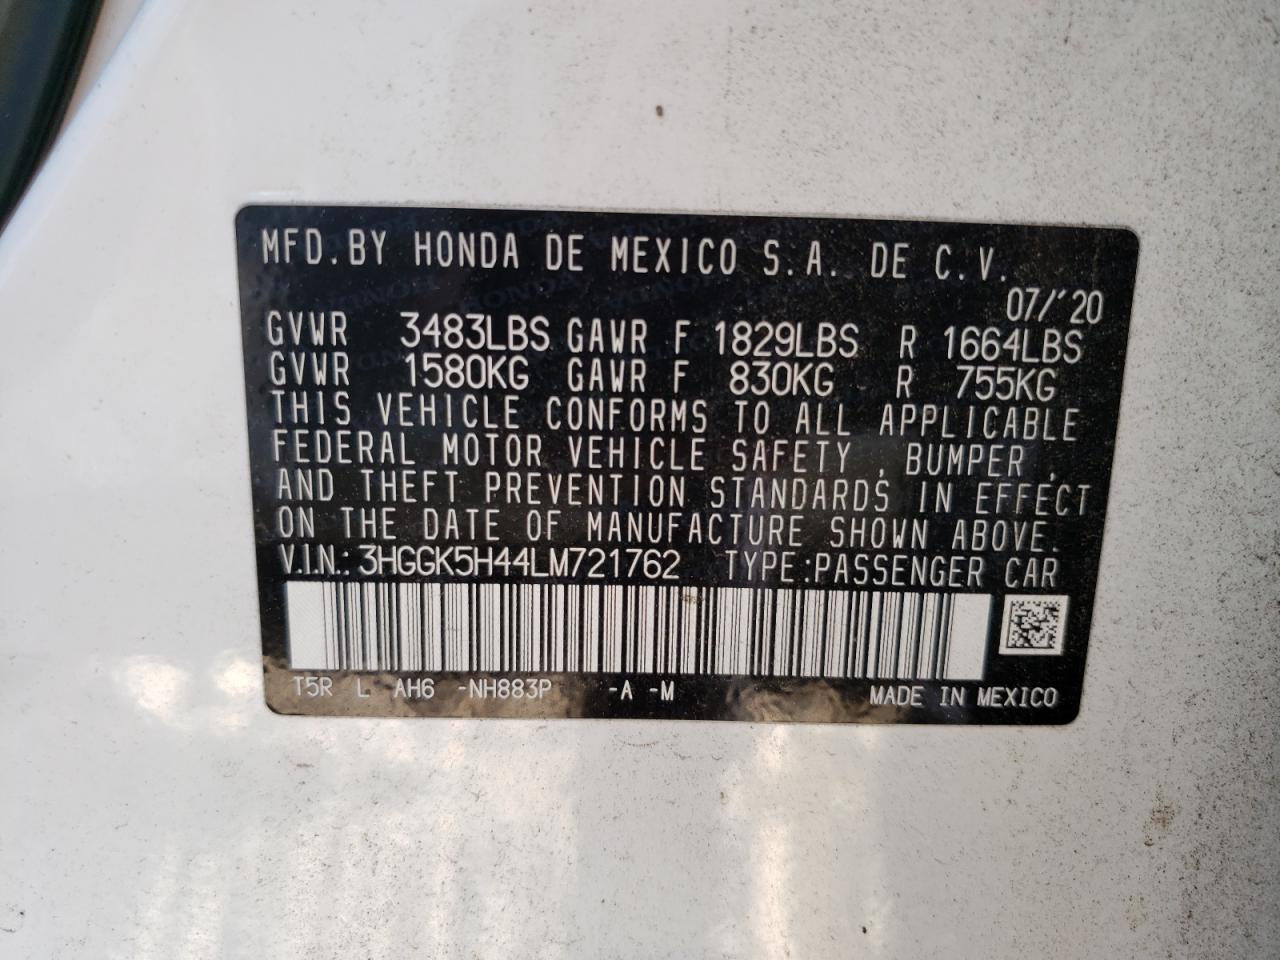 MFD.BY HONDA DE MEXICO S.A. DE C.V.
07/'20
GVWR 3483LBS GAWR F 1829LBS R 1664LBS
GVWR 1580KG GAWR F 830KG R 755KG
THIS VEHICLE CONFORMS TO ALL APPLICABLE
FEDERAL MOTOR VEHICLE SAFETY , BUMPER ,
AND THEFT PREVENTION STANDARDS IN EFFECT
ON THE DATE OF MANUFACTURE SHOWN ABOVE.
V.I.N.: 3HGGK5H44LM721762 TYPE:PASSENGER CAR
T5R L AH6 -NH883P -A -M MADE IN MEXICO